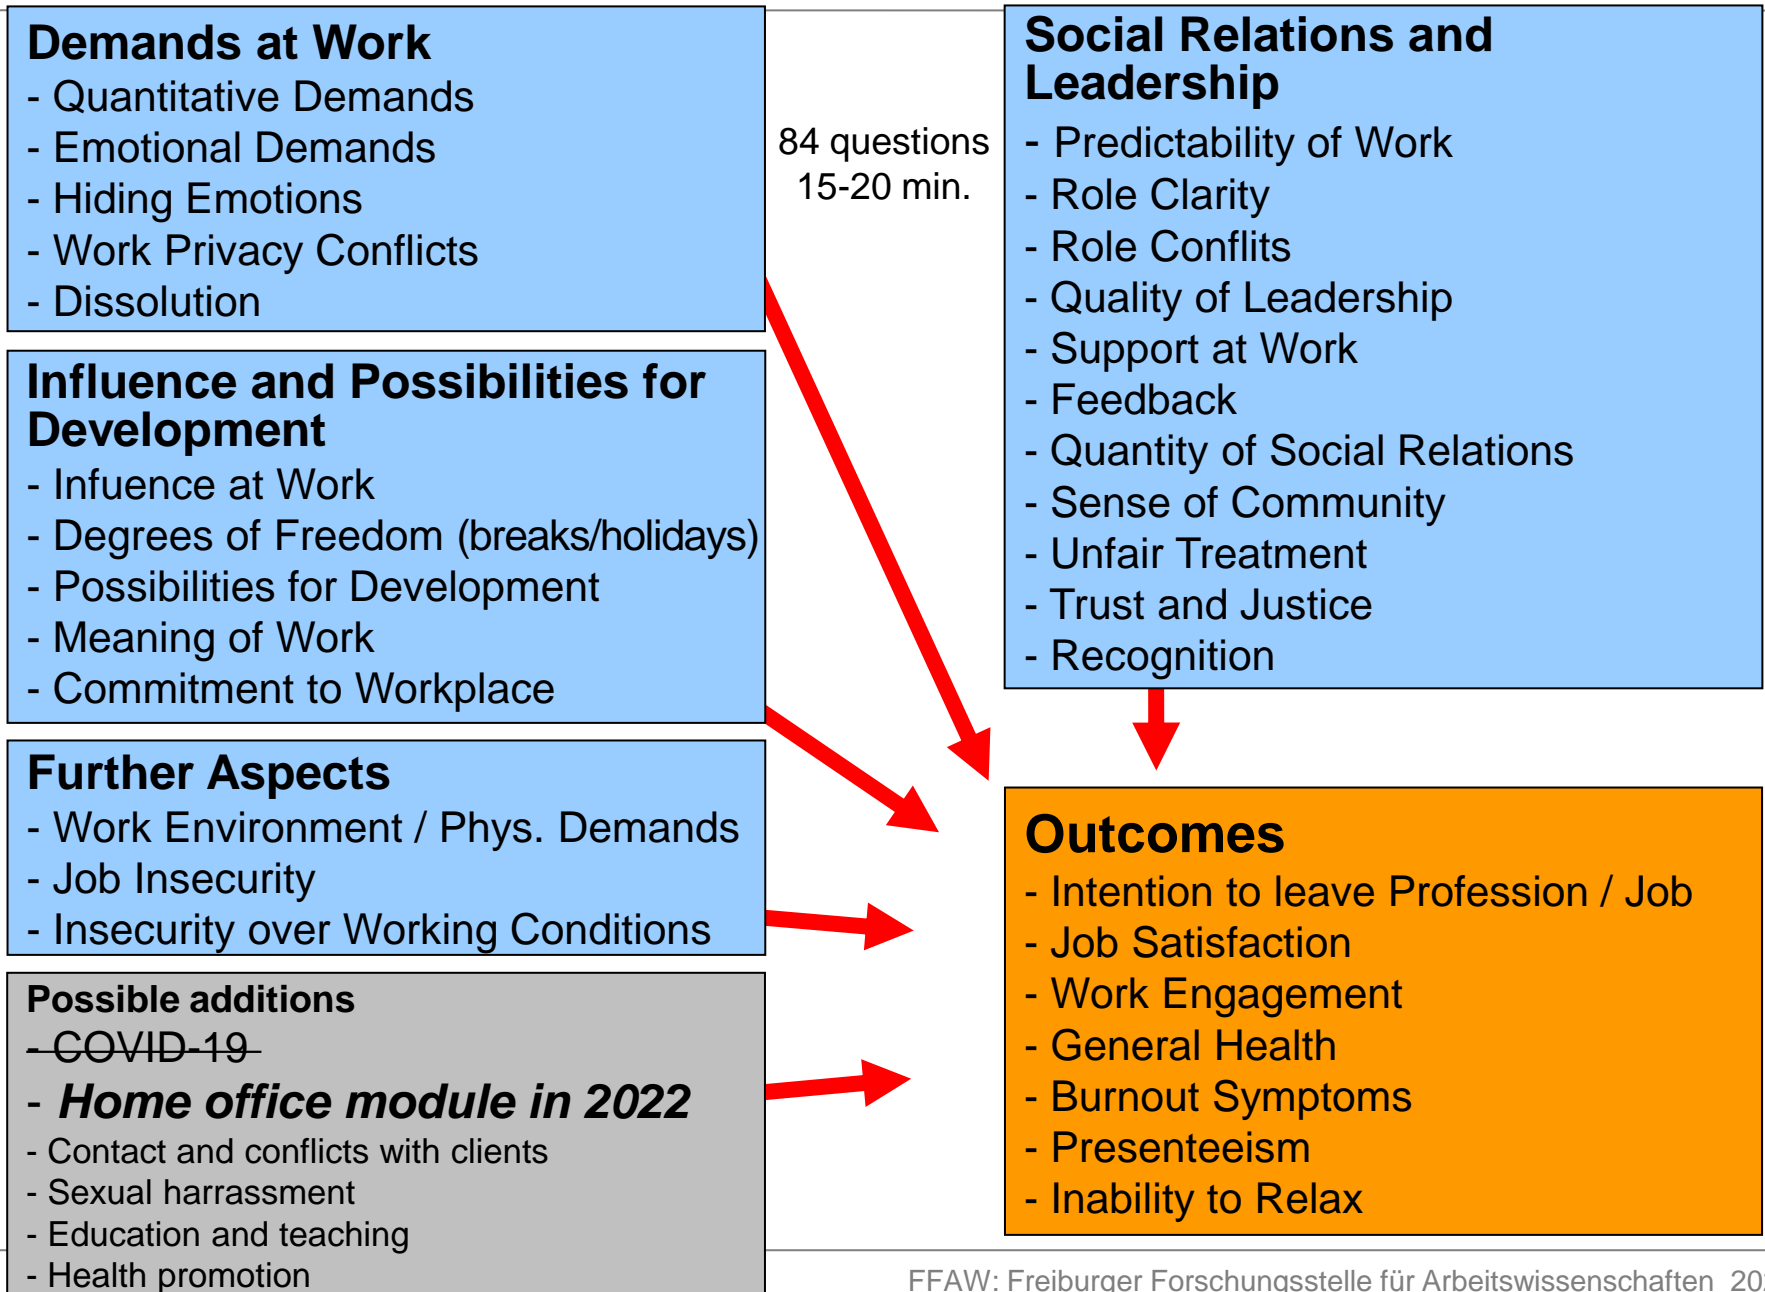 Demands at Work
- Quantitative Demands
- Emotional Demands
- Hiding Emotions
- Work Privacy Conflicts
- Dissolution
84 questions
15-20 min.
Social Relations and
Leadership
- Predictability of Work
- Role Clarity
- Role Conflits
- Quality of Leadership
- Support at Work
- Feedback
- Quantity of Social Relations
- Sense of Community
- Unfair Treatment
- Trust and Justice
- Recognition
Influence and Possibilities for
Development
- Infuence at Work
- Degrees of Freedom (breaks/holidays)
- Possibilities for Development
- Meaning of Work
- Commitment to Workplace
Further Aspects
- Work Environment / Phys. Demands
- Job Insecurity
- Insecurity over Working Conditions
Possible additions
- COVID-19
- Home office module in 2022
- Contact and conflicts with clients
- Sexual harrassment
- Education and teaching
- Health promotion
Outcomes
- Intention to leave Profession / Job
- Job Satisfaction
- Work Engagement
- General Health
- Burnout Symptoms
- Presenteeism
- Inability to Relax
FFAW: Freiburger Forschungsstelle für Arbeitswissenschaften